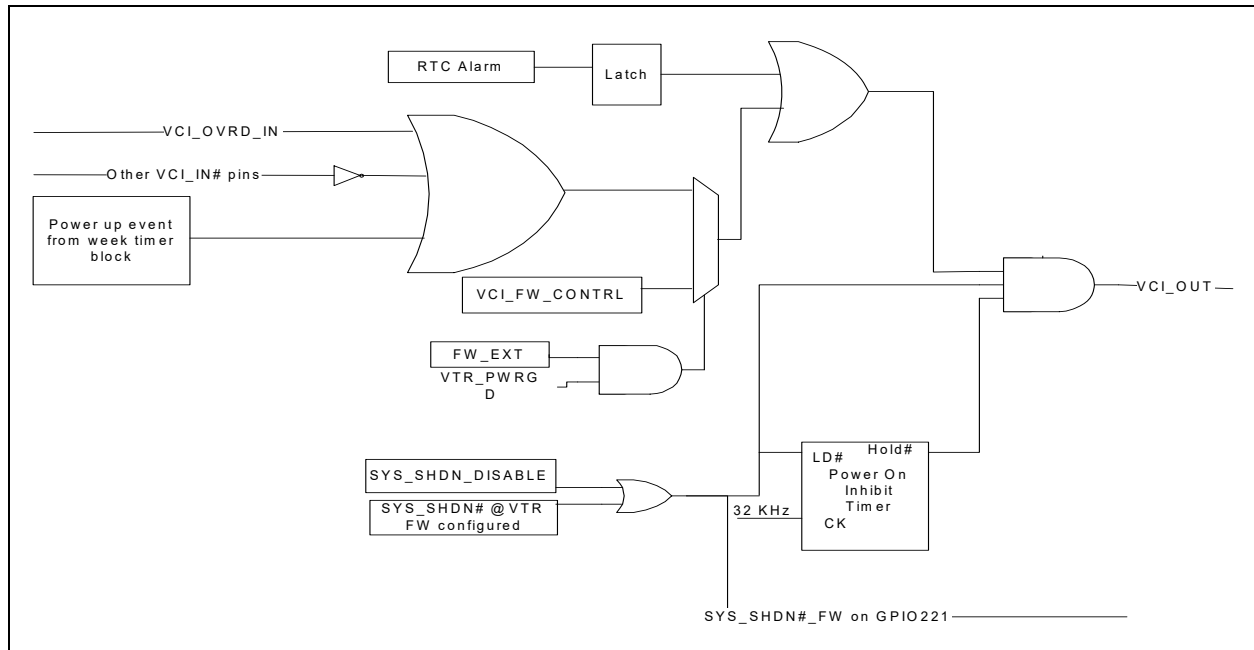 RTC Alarm
Latch
VCI_OVRD_IN
Other VCI_IN# pins
Power up event
from week timer
block
VCI_FW_CONTRL
VCI_OUT
FW_EXT
VTR_PWRG
D
SYS_SHDN_DISABLE
SYS_SHDN# @VTR
FW configured
32 KHz
LD#
Hold#
Power On
Inhibit
Timer
CK
SYS_SHDN#_FW on GPIO221